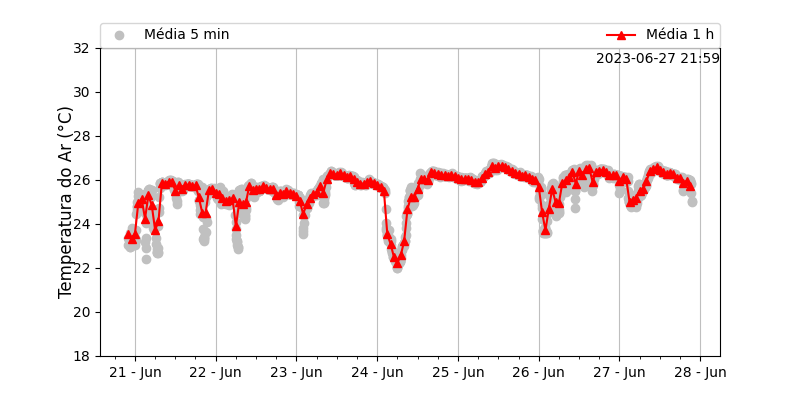 Média 5 min
Média 1 h
2023-06-27 21:59
Temperatura do Ar (°C)
32
30
28
26
24
22
20
18
21 - Jun
22 - Jun
23 - Jun
24 - Jun
25 - Jun
26 - Jun
27 - Jun
28 - Jun